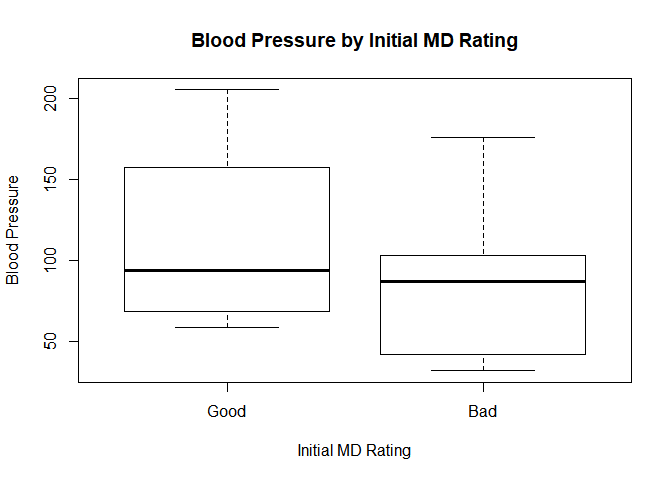 Blood Pressure by Initial MD Rating
200
150
100
50
Blood Pressure
Good Bad
Initial MD Rating